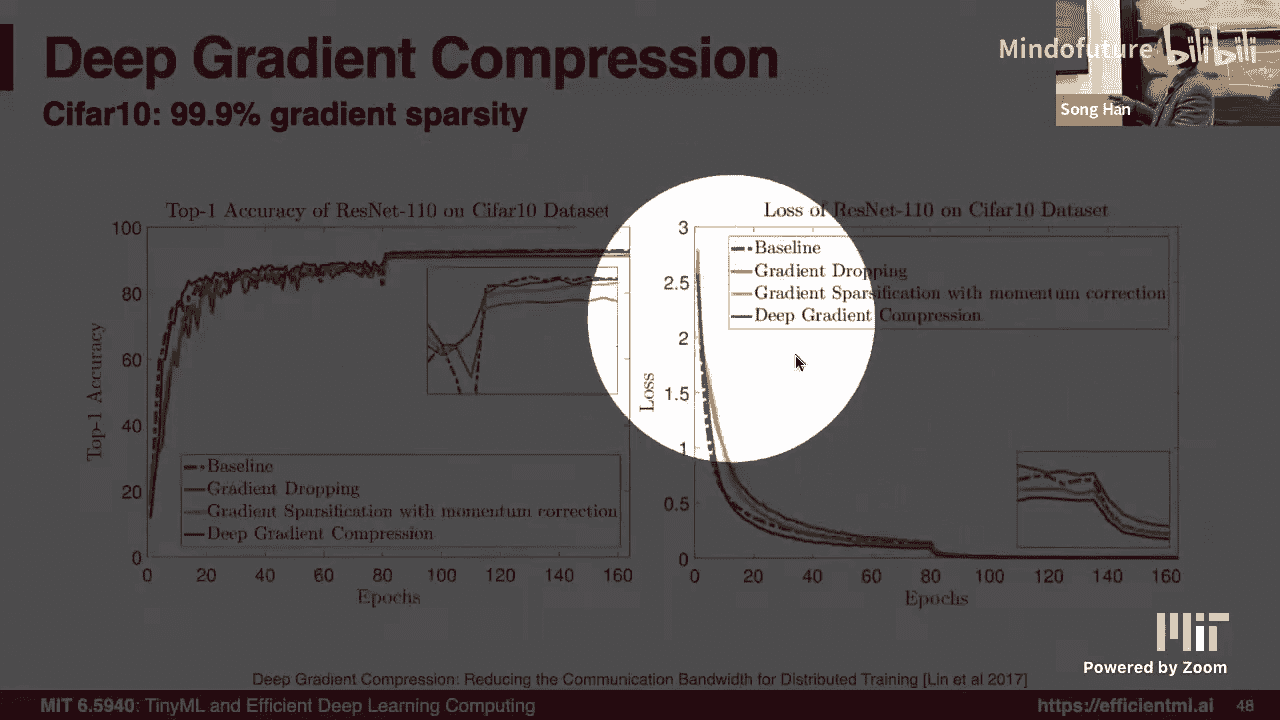 Deep Gradient Compression
Cifar10: 99.9% gradient sparsity
Mindofuture bilibili
Song Han
Top-1 Accuracy of ResNet-110 on Cifar10 Dataset
100
80
60
40
20
0
Top-1 Accuracy
Baseline
Gradient Dropping
Gradient Sparsification with momentum correction
Deep Gradient Compression
0 20 40 60 80 100 120 140 160
Epochs
Loss of ResNet-110 on Cifar10 Dataset
3
2.5
2
1.5
1
0.5
0
Loss
Baseline
Gradient Dropping
Gradient Sparsification with momentum correction
Deep Gradient Compression
0 20 40 60 80 100 120 140 160
Epochs
MIT
Powered by Zoom
Deep Gradient Compression: Reducing the Communication Bandwidth for Distributed Training [Lin et al 2017]
MIT 6.5940: TinyML and Efficient Deep Learning Computing
https://efficientml.ai 48